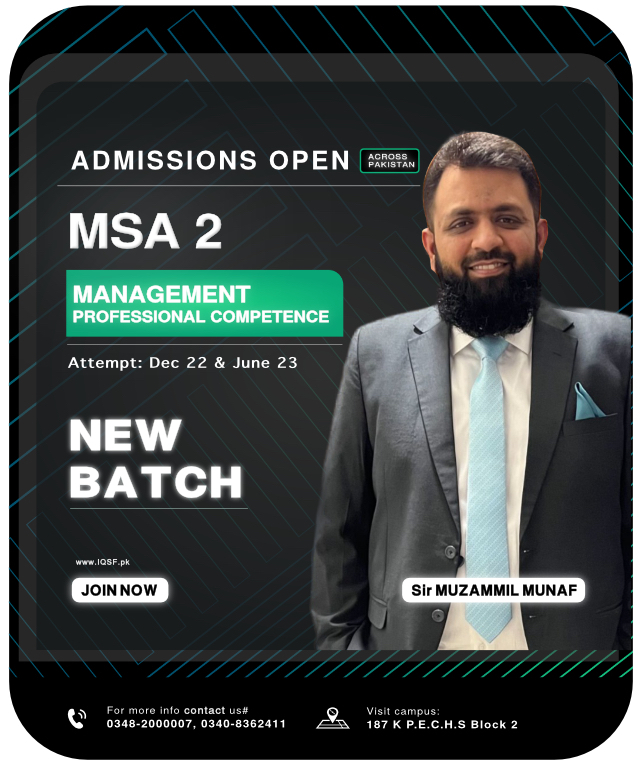 ADMISSIONS OPEN
ACROSS
PAKISTAN
MSA 2
MANAGEMENT
PROFESSIONAL COMPETENCE
Attempt: Dec 22 & June 23
NEW
BATCH
www.IQSF.pk
JOIN NOW
Sir MUZAMMIL MUNAF
For more info contact us#
0348-2000007, 0340-8362411
Visit campus:
187 K P.E.C.H.S Block 2